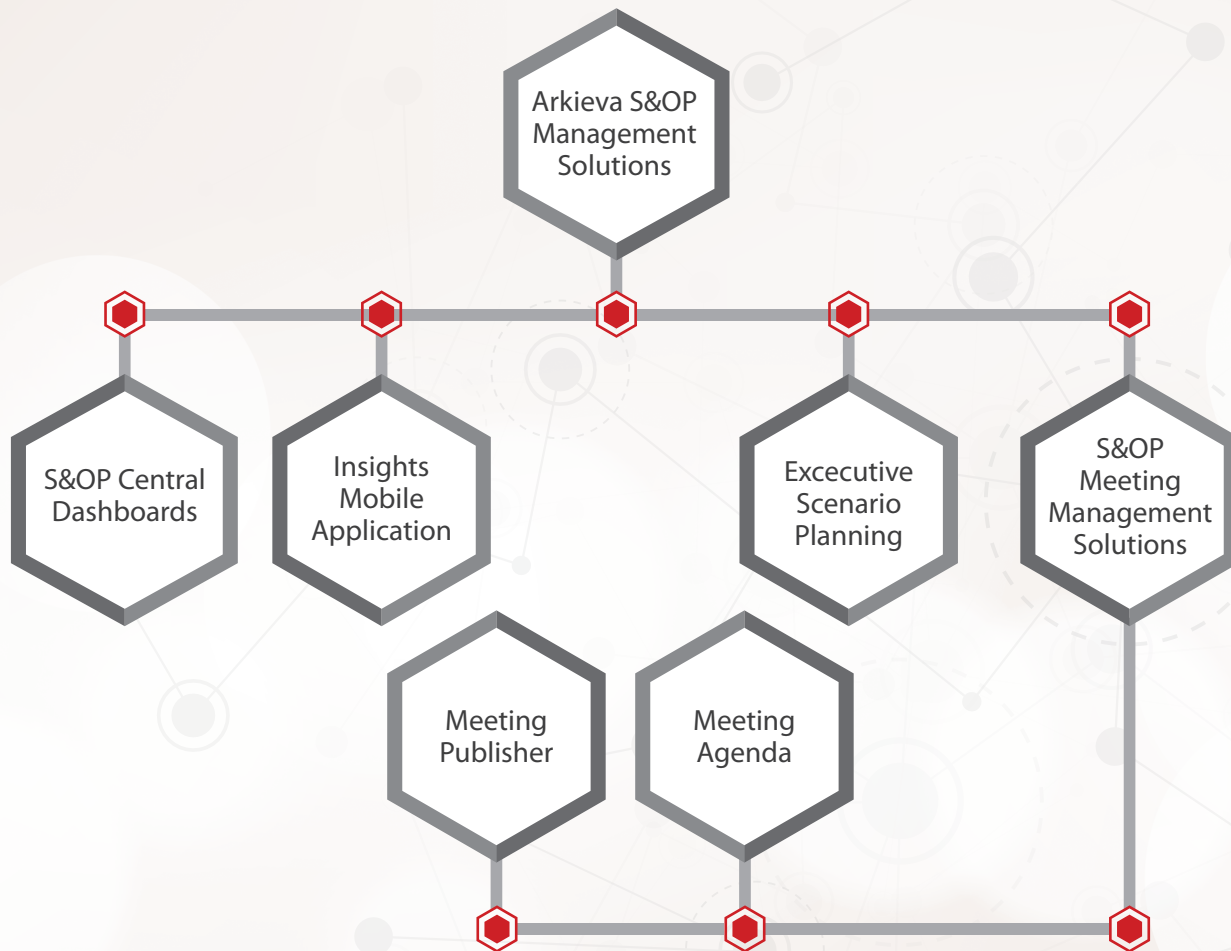 Arkieva S&OP
Management
Solutions
S&OP Central
Dashboards
Insights
Mobile
Application
Excecutive
Scenario
Planning
S&OP
Meeting
Management
Solutions
Meeting
Publisher
Meeting
Agenda